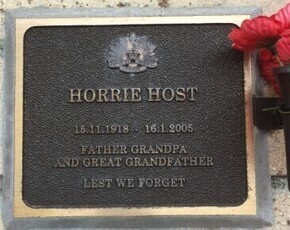 HORRIE HOST
15.11.1918 - 16.1.2005
FATHER GRANDPA
AND GREAT GRANDFATHER
LEST WE FORGET